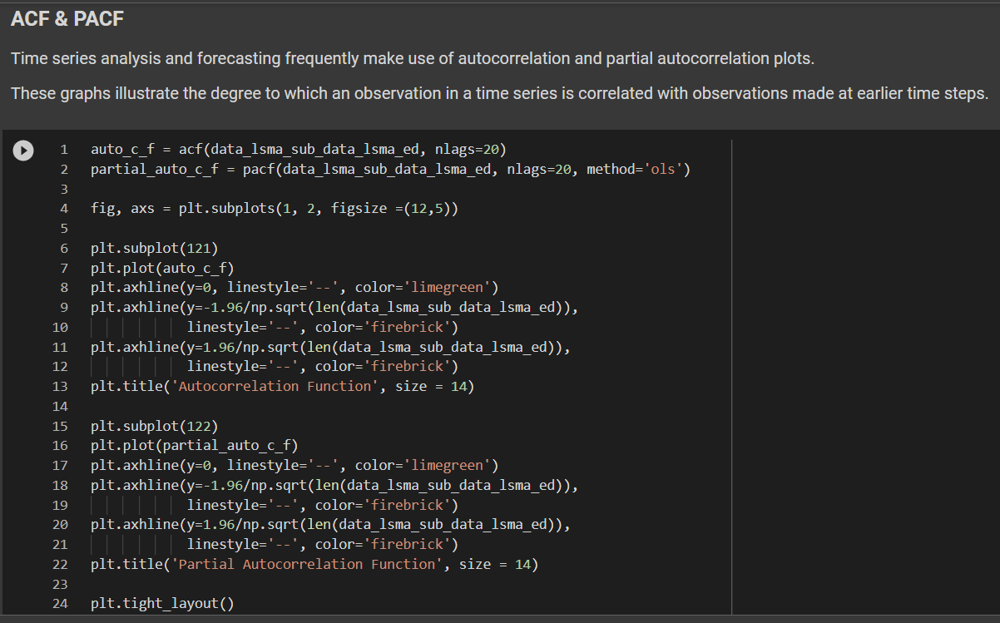 ACF & PACF
Time series analysis and forecasting frequently make use of autocorrelation and partial autocorrelation plots.
These graphs illustrate the degree to which an observation in a time series is correlated with observations made at earlier time steps.
1 auto_c_f = acf(data_lsma_sub_data_lsma_ed, nlags=20)
2 partial_auto_c_f = pacf(data_lsma_sub_data_lsma_ed, nlags=20, method='ols')
3
4 fig, axs = plt.subplots(1, 2, figsize =(12,5))
5
6 plt.subplot(121)
7 plt.plot(auto_c_f)
8 plt.axhline(y=0, linestyle='--', color='limegreen')
9 plt.axhline(y=-1.96/np.sqrt(len(data_lsma_sub_data_lsma_ed)),
10             linestyle='--', color='firebrick')
11 plt.axhline(y=1.96/np.sqrt(len(data_lsma_sub_data_lsma_ed)),
12             linestyle='--', color='firebrick')
13 plt.title('Autocorrelation Function', size = 14)
14
15 plt.subplot(122)
16 plt.plot(partial_auto_c_f)
17 plt.axhline(y=0, linestyle='--', color='limegreen')
18 plt.axhline(y=-1.96/np.sqrt(len(data_lsma_sub_data_lsma_ed)),
19             linestyle='--', color='firebrick')
20 plt.axhline(y=1.96/np.sqrt(len(data_lsma_sub_data_lsma_ed)),
21             linestyle='--', color='firebrick')
22 plt.title('Partial Autocorrelation Function', size = 14)
23
24 plt.tight_layout()